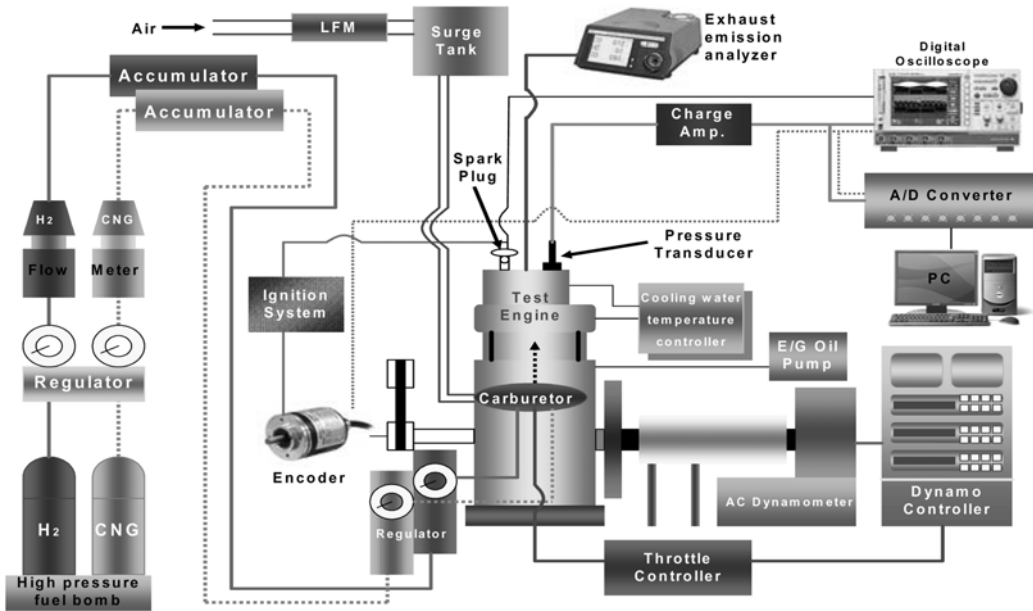 Air
LFM
Surge
Tank
Exhaust
emission
analyzer
Digital
Oscilloscope
Accumulator
Accumulator
Charge
Amp.
Spark
Plug
A/D Converter
H2
CNG
Flow
Meter
Pressure
Transducer
PC
Ignition
System
Test
Engine
Cooling water
temperature
controller
E/G Oil
Pump
Regulator
Carburetor
Encoder
H2
CNG
Regulator
AC Dynamometer
Dynamo
Controller
High pressure
fuel bomb
Throttle
Controller